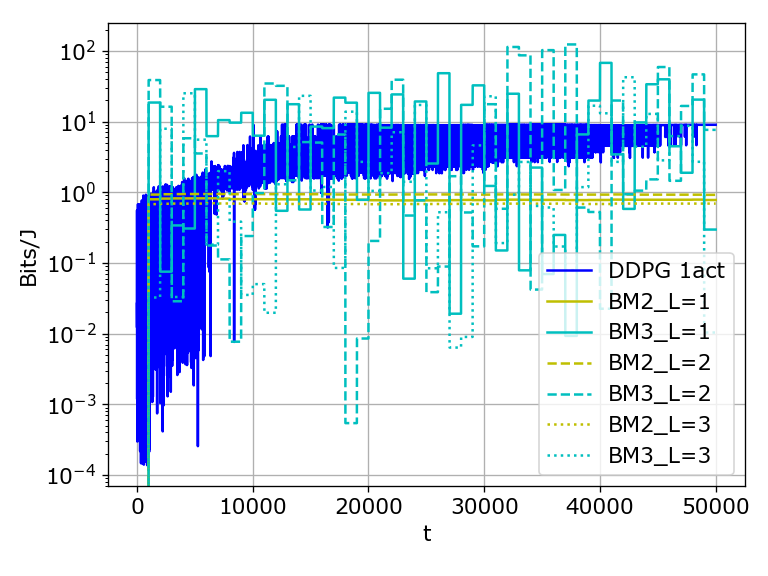 10²
10¹
10⁰
10⁻¹
10⁻²
10⁻³
10⁻⁴
Bits/J
DDPG 1act
BM2_L=1
BM3_L=1
BM2_L=2
BM3_L=2
BM2_L=3
BM3_L=3
0 10000 20000 30000 40000 50000
t